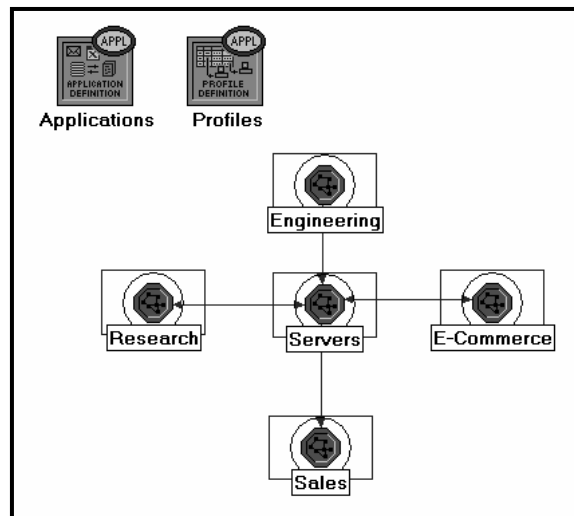 APPL
APPL
APPLICATION
DEFINITION
PROFILE
DEFINITION
Applications
Profiles
Engineering
Research
Servers
E-Commerce
Sales